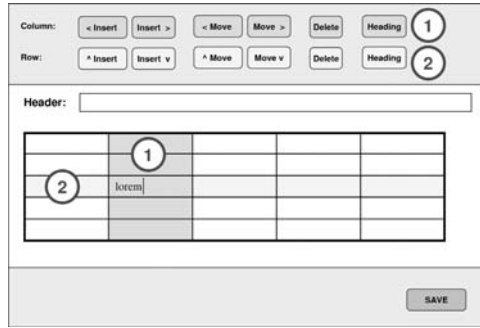 Column: < Insert Insert > < Move Move > Delete Heading 1
Row: ^ Insert Insert v ^ Move Move v Delete Heading 2
Header:
1
2 lorem
SAVE